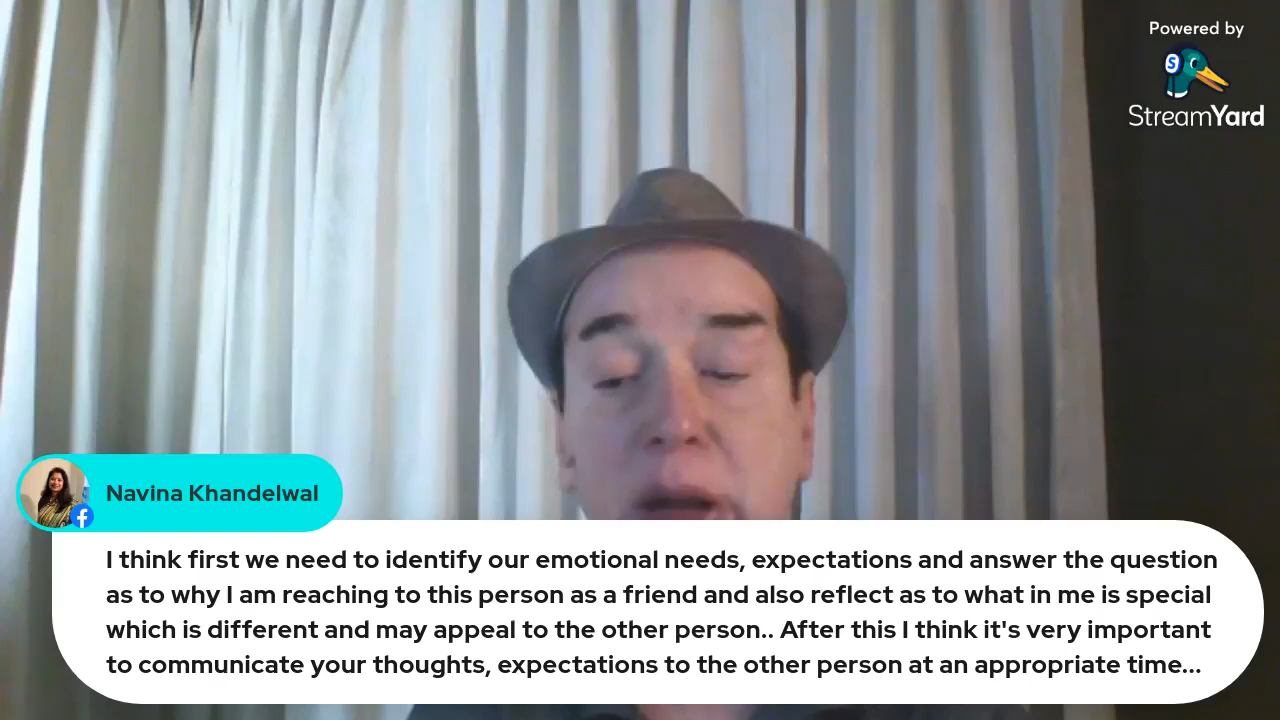 Powered by
StreamYard
Navina Khandelwal
I think first we need to identify our emotional needs, expectations and answer the question
as to why I am reaching to this person as a friend and also reflect as to what in me is special
which is different and may appeal to the other person.. After this I think it's very important
to communicate your thoughts, expectations to the other person at an appropriate time...